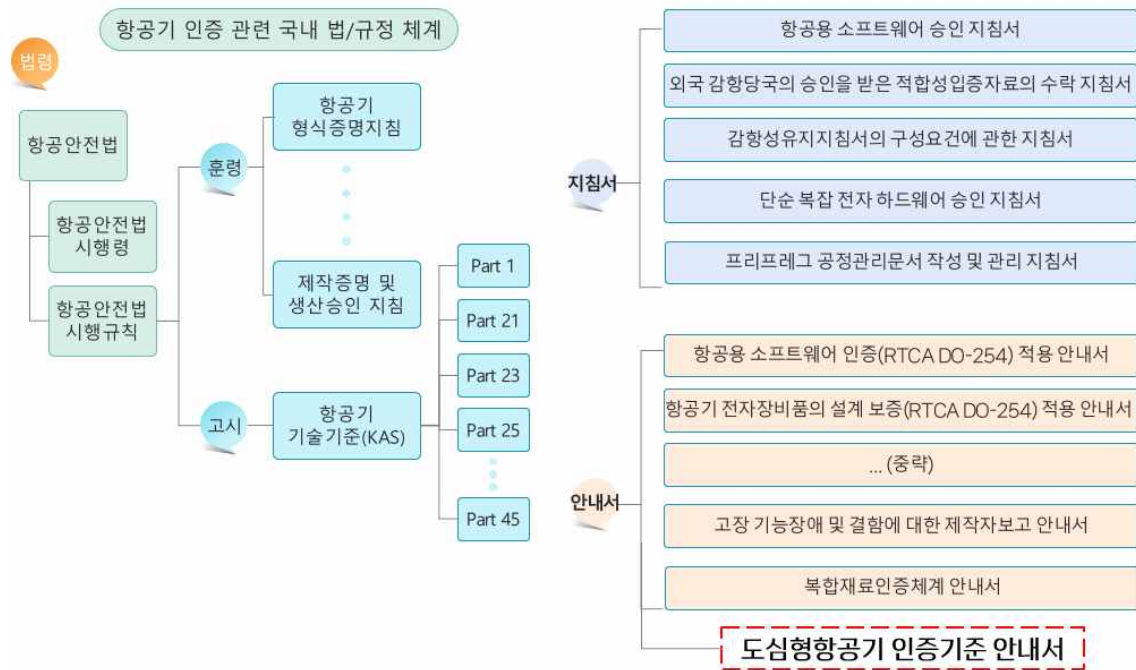 항공기 인증 관련 국내 법/규정 체계
법령
항공안전법
항공안전법
시행령
항공안전법
시행규칙
훈령
항공기
형식증명지침
제작증명 및
생산승인 지침
고시
항공기
기술기준(KAS)
Part 1
Part 21
Part 23
Part 25
Part 45
지침서
항공용 소프트웨어 승인 지침서
외국 감항당국의 승인을 받은 적합성입증자료의 수락 지침서
감항성유지지침서의 구성요건에 관한 지침서
단순 복잡 전자 하드웨어 승인 지침서
프리프레그 공정관리문서 작성 및 관리 지침서
안내서
항공용 소프트웨어 인증(RTCA DO-254) 적용 안내서
항공기 전자장비품의 설계 보증(RTCA DO-254) 적용 안내서
... (중략)
고장 기능장애 및 결함에 대한 제작자보고 안내서
복합재료인증체계 안내서
도심형항공기 인증기준 안내서